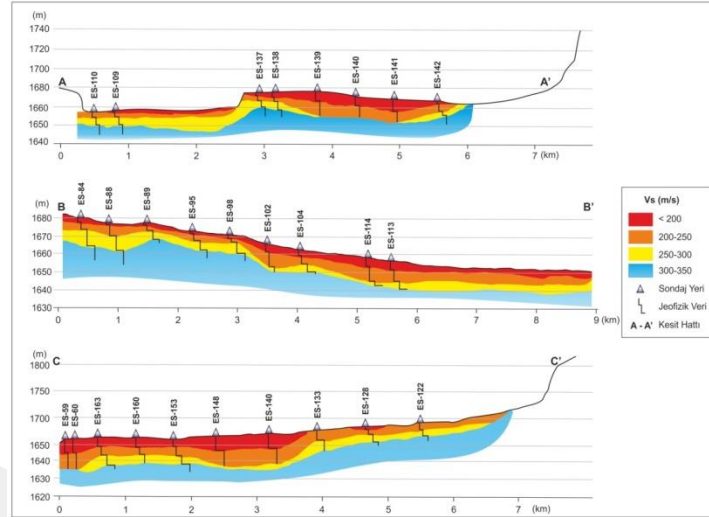 (m)
1740
1720
1700
1680
1660
1650
1640
A
A'
ES-110
ES-109
ES-137
ES-138
ES-139
ES-140
ES-141
ES-142
0 1 2 3 4 5 6 7 (km)
(m)
1680
1670
1660
1650
1640
1630
B
B'
ES-84
ES-88
ES-89
ES-95
ES-98
ES-102
ES-104
ES-114
ES-113
0 1 2 3 4 5 6 7 8 9 (km)
(m)
1800
1750
1700
1650
1640
1630
1620
C
C'
ES-59
ES-60
ES-163
ES-160
ES-153
ES-148
ES-140
ES-133
ES-128
ES-122
0 1 2 3 4 5 6 7 (km)
Vs (m/s)
< 200
200-250
250-300
300-350
Sondaj Yeri
Jeofizik Veri
A - A' Kesit Hattı